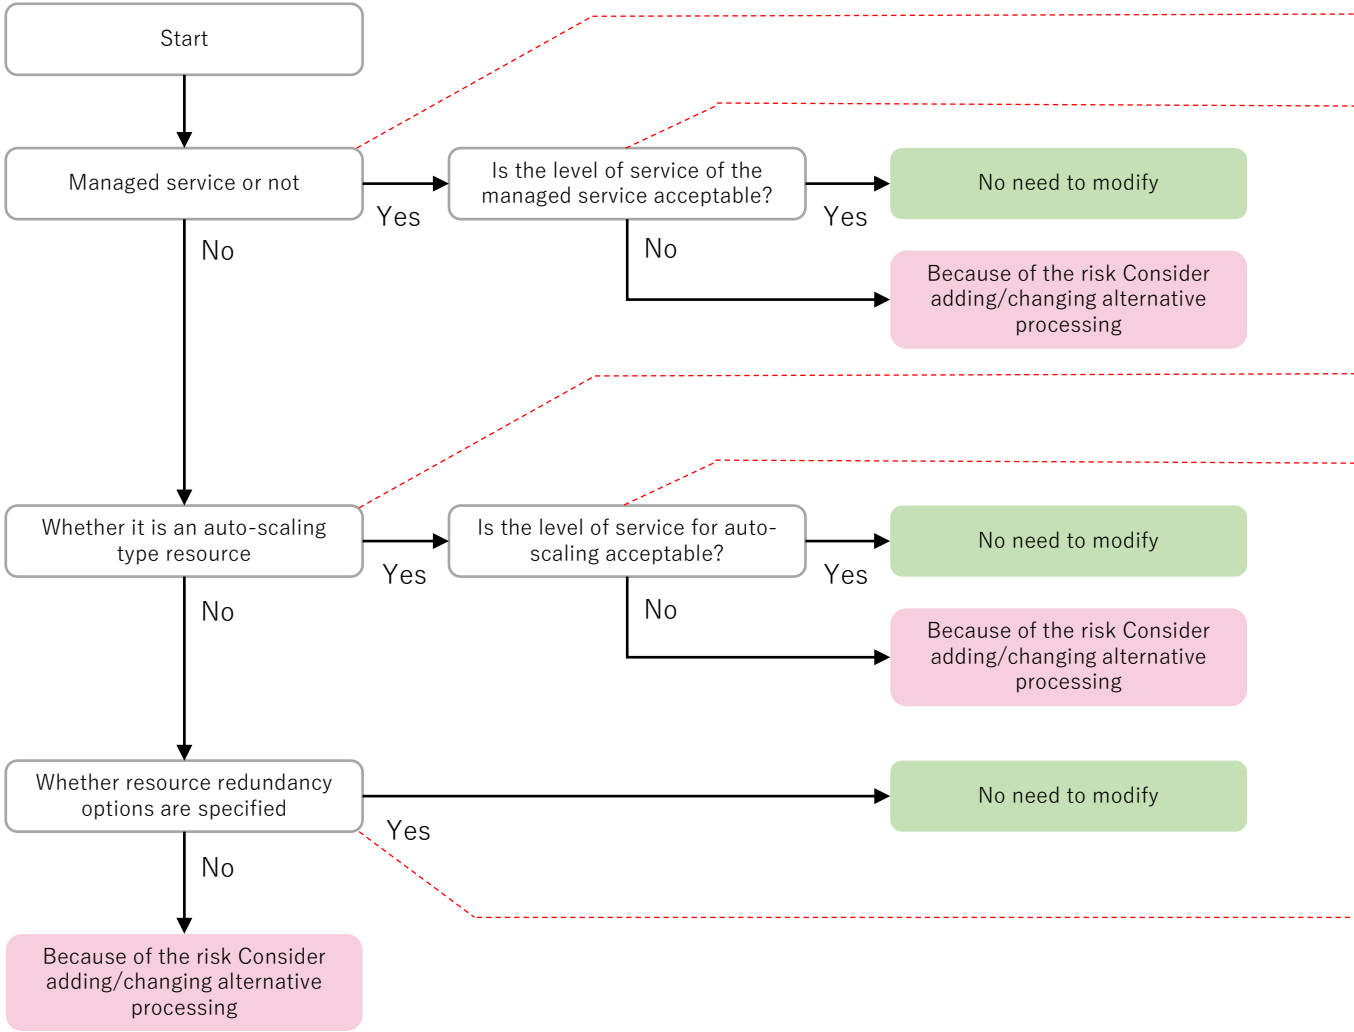 Start
Managed service or not
Is the level of service of the
managed service acceptable?
No need to modify
Yes
Yes
No
No
Because of the risk Consider
adding/changing alternative
processing
Whether it is an auto-scaling
type resource
Is the level of service for auto-
scaling acceptable?
No need to modify
Yes
Yes
No
No
Because of the risk Consider
adding/changing alternative
processing
Whether resource redundancy
options are specified
No need to modify
Yes
No
Because of the risk Consider
adding/changing alternative
processing